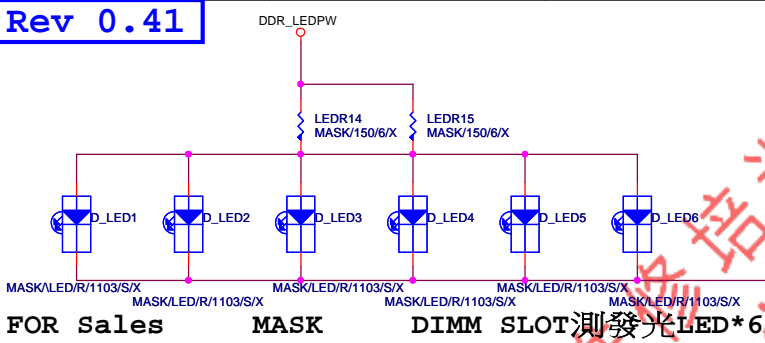 Rev 0.41
DDR_LEDPW
LEDR14
MASK/150/6/X
LEDR15
MASK/150/6/X
D_LED1
D_LED2
D_LED3
D_LED4
D_LED5
D_LED6
MASK/\LED/R/1103/S/X
MASK/LED/R/1103/S/X
MASK/LED/R/1103/S/X
MASK/LED/R/1103/S/X
MASK/LED/R/1103/S/X
MASK/LED/R/1103/S/X
FOR Sales MASK DIMM SLOT測發光LED*6
修培